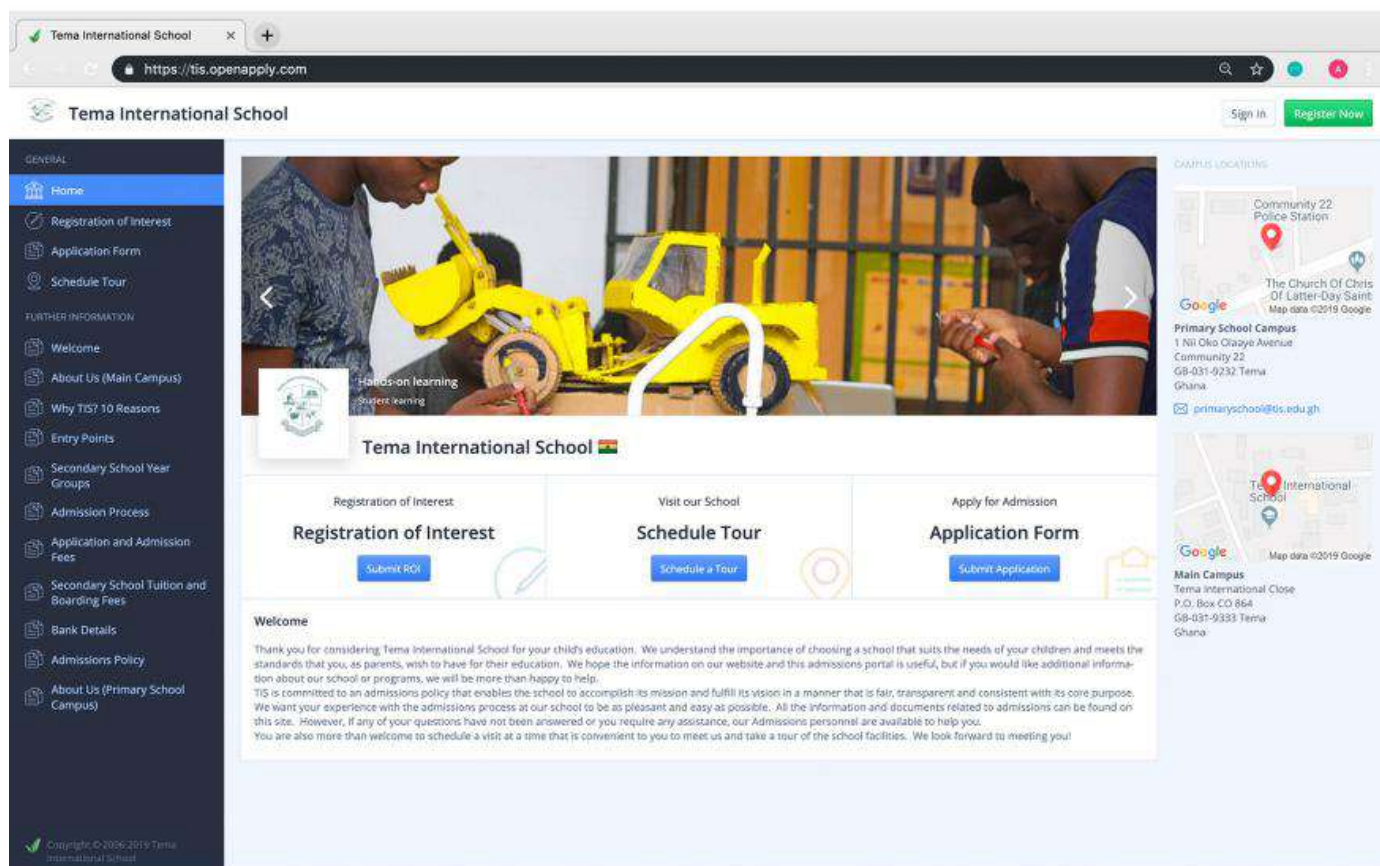 Tema International School
https://tis.openapply.com
A
Tema International School
Sign In
Register Now
GENERAL
Home
Registration of Interest
Application Form
Schedule Tour
FURTHER INFORMATION
Welcome
About Us (Main Campus)
Why TIS? 10 Reasons
Entry Points
Secondary School Year
Groups
Admission Process
Application and Admission
Fees
Secondary School Tuition and
Boarding Fees
Bank Details
Admissions Policy
About Us (Primary School
Campus)
Copyright © 2006-2019 Tema
International School
Hands-on learning
Student learning
Tema International School
Registration of Interest
Registration of Interest
Submit ROI
Visit our School
Schedule Tour
Schedule a Tour
Apply for Admission
Application Form
Submit Application
Welcome
Thank you for considering Tema International School for your child's education. We understand the importance of choosing a school that suits the needs of your children and meets the
standards that you, as parents, wish to have for their education. We hope the information on our website and this admissions portal is useful, but if you would like additional informa-
tion about our school or programs, we will be more than happy to help.
TIS is committed to an admissions policy that enables the school to accomplish its mission and fulfill its vision in a manner that is fair, transparent and consistent with its core purpose.
We want your experience with the admissions process at our school to be as pleasant and easy as possible. All the information and documents related to admissions can be found on
this site. However, if any of your questions have not been answered or you require any assistance, our Admissions personnel are available to help you.
You are also more than welcome to schedule a visit at a time that is convenient to you to meet us and take a tour of the school facilities. We look forward to meeting you!
CAMPUS LOCATIONS
Community 22
Police Station
The Church Of Chris
Of Latter-Day Saint
Google
Map data ©2019 Google
Primary School Campus
1 Nii Oko Olaaye Avenue
Community 22
GB-031-9232 Tema
Ghana
primaryschool@tis.edu.gh
International
School
Google
Map data ©2019 Google
Main Campus
Tema International Close
P.O. Box CO 864
GB-031-9333 Tema
Ghana